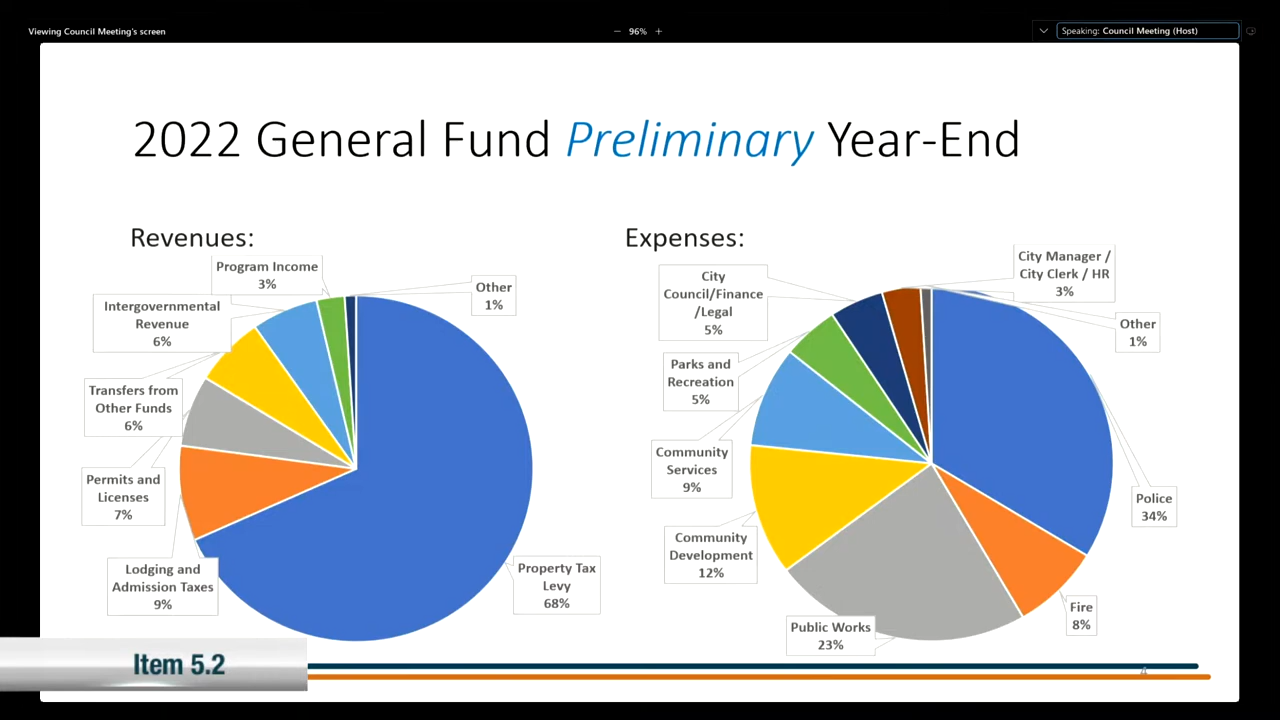 Viewing Council Meeting's screen
− 96% +
Speaking: Council Meeting (Host)
2022 General Fund Preliminary Year-End
Revenues:
Program Income
3%
Other
1%
Intergovernmental
Revenue
6%
Transfers from
Other Funds
6%
Permits and
Licenses
7%
Lodging and
Admission Taxes
9%
Property Tax
Levy
68%
Expenses:
City Manager /
City Clerk / HR
3%
City
Council/Finance
/Legal
5%
Other
1%
Parks and
Recreation
5%
Community
Services
9%
Police
34%
Community
Development
12%
Fire
8%
Public Works
23%
Item 5.2
4